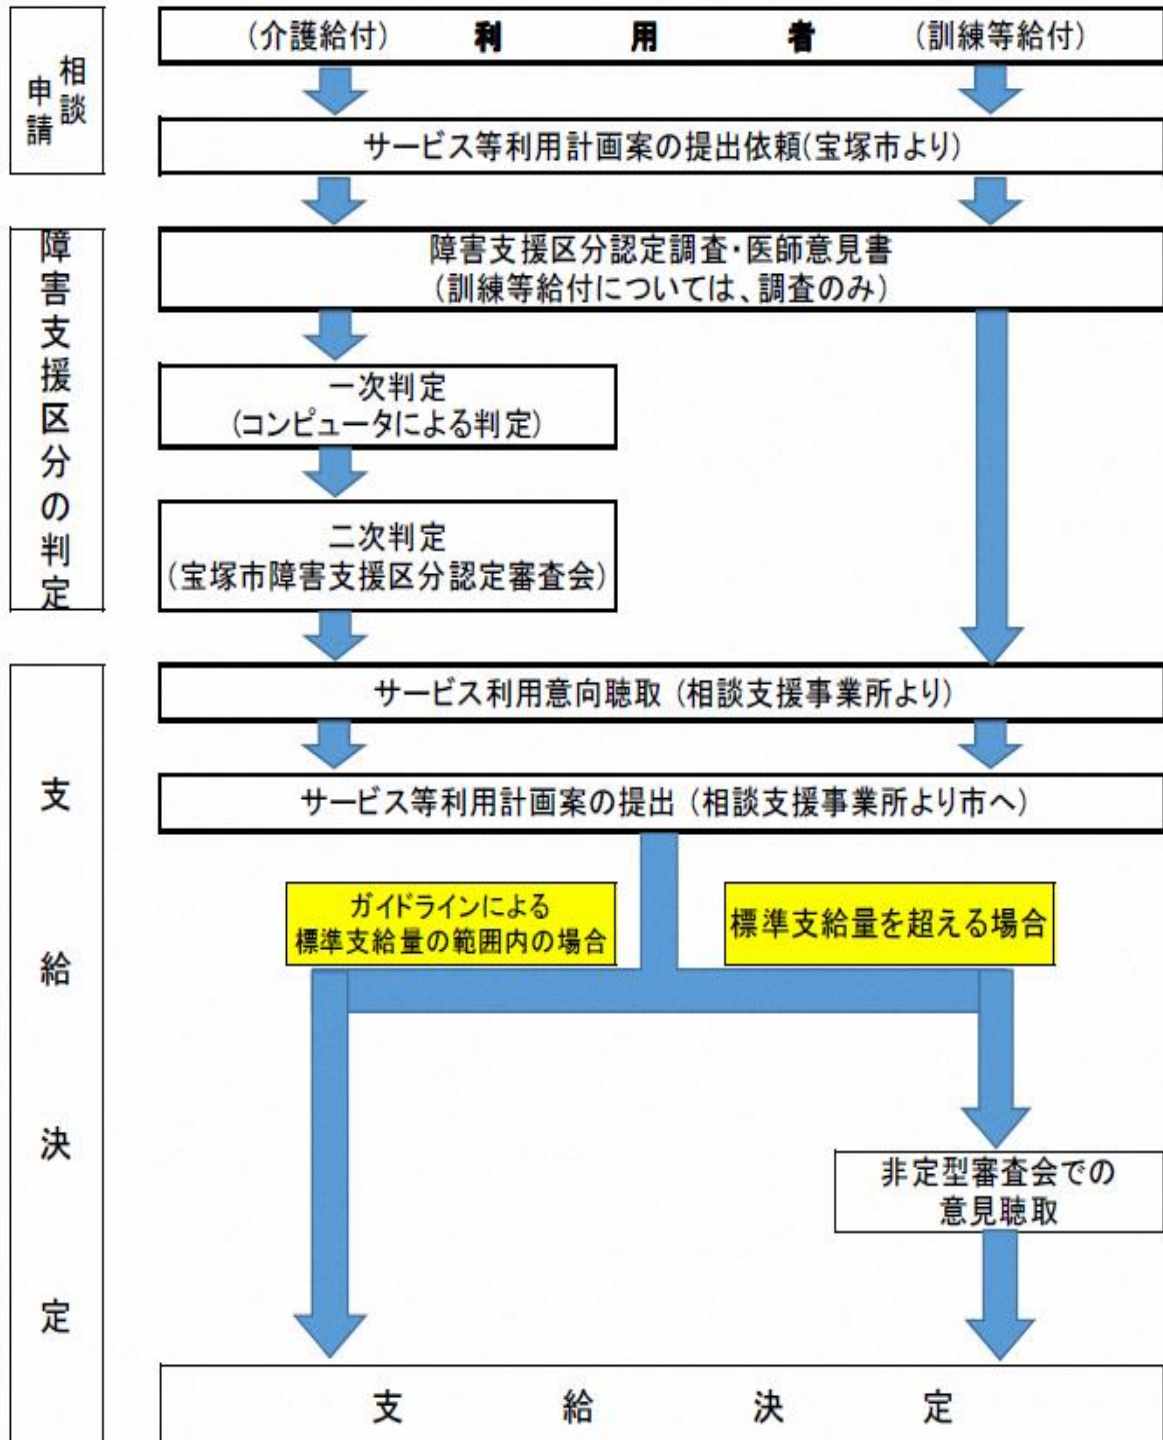 相談
申請
(介護給付) 利用者 (訓練等給付)
サービス等利用計画案の提出依頼(宝塚市より)
障害支援区分の判定
障害支援区分認定調査・医師意見書
(訓練等給付については、調査のみ)
一次判定
(コンピュータによる判定)
二次判定
(宝塚市障害支援区分認定審査会)
支給決定
サービス利用意向聴取 (相談支援事業所より)
サービス等利用計画案の提出 (相談支援事業所より市へ)
ガイドラインによる
標準支給量の範囲内の場合
標準支給量を超える場合
非定型審査会での
意見聴取
支給決定